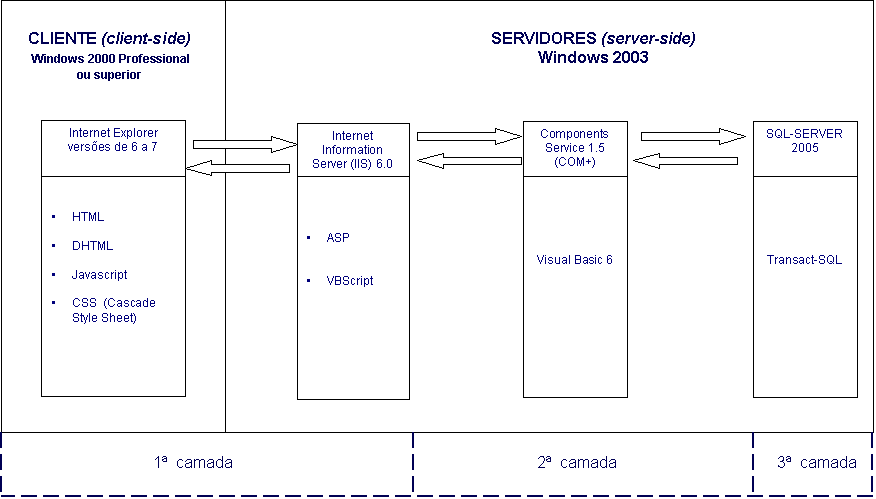 CLIENTE (client-side)
Windows 2000 Professional
ou superior
SERVIDORES (server-side)
Windows 2003
Internet Explorer
versões de 6 a 7
Internet
Information
Server (IIS) 6.0
Components
Service 1.5
(COM+)
SQL-SERVER
2005
▪ HTML
▪ DHTML
▪ Javascript
▪ CSS (Cascade
Style Sheet)
▪ ASP
▪ VBScript
Visual Basic 6
Transact-SQL
1ª camada
2ª camada
3ª camada